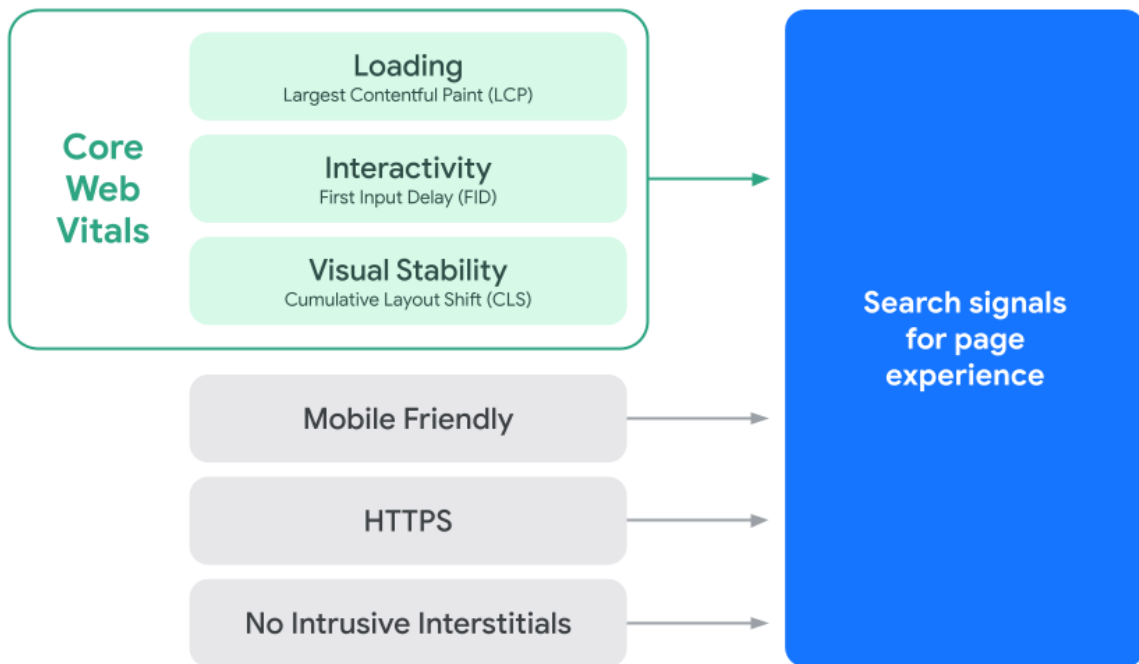 Core
Web
Vitals
Loading
Largest Contentful Paint (LCP)
Interactivity
First Input Delay (FID)
Visual Stability
Cumulative Layout Shift (CLS)
Mobile Friendly
HTTPS
No Intrusive Interstitials
Search signals
for page
experience